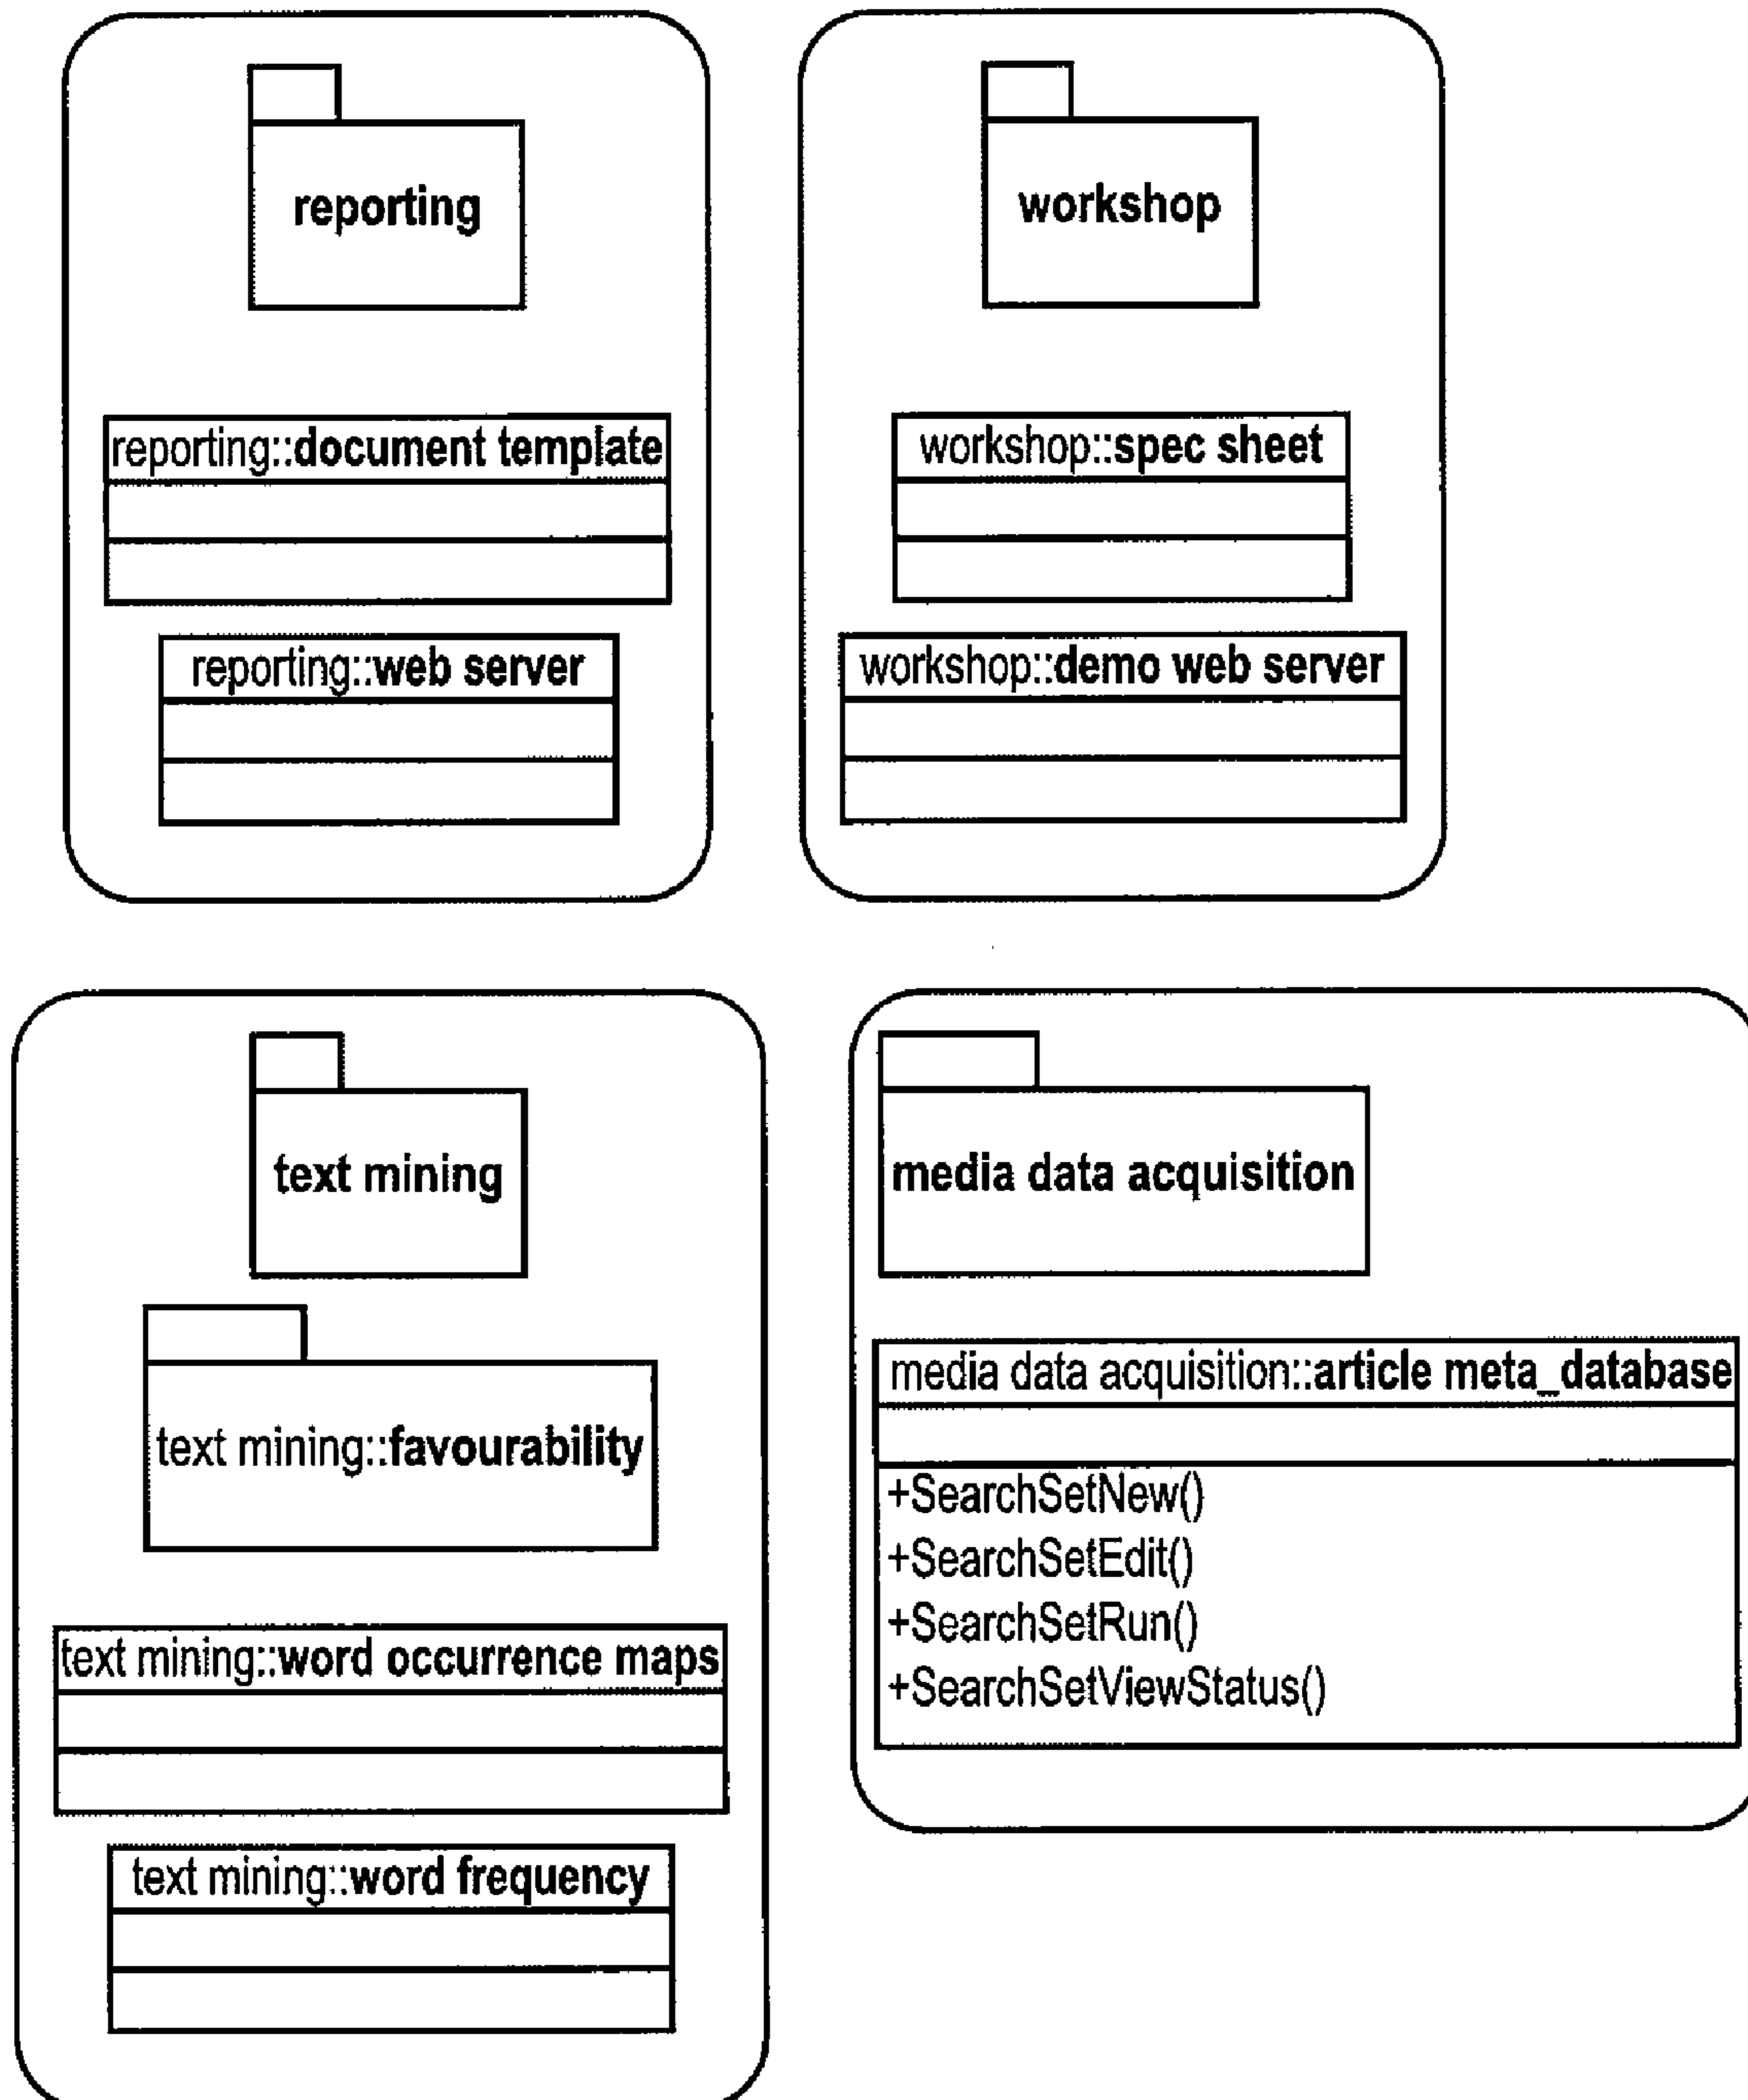 reporting
reporting::document template
reporting::web server
workshop
workshop::spec sheet
workshop::demo web server
text mining
text mining::favourability
text mining::word occurrence maps
text mining::word frequency
media data acquisition
media data acquisition::article meta_database
+SearchSetNew()
+SearchSetEdit()
+SearchSetRun()
+SearchSetViewStatus()